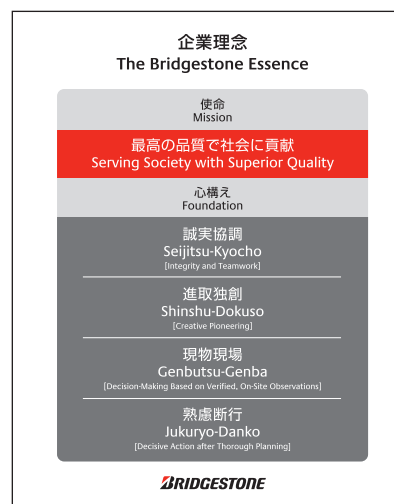 企業理念
The Bridgestone Essence
使命
Mission
最高の品質で社会に貢献
Serving Society with Superior Quality
心構え
Foundation
誠実協調
Seijitsu-Kyocho
[Integrity and Teamwork]
進取独創
Shinshu-Dokuso
[Creative Pioneering]
現物現場
Genbutsu-Genba
[Decision-Making Based on Verified, On-Site Observations]
熟慮断行
Jukuryo-Danko
[Decisive Action after Thorough Planning]
BRIDGESTONE